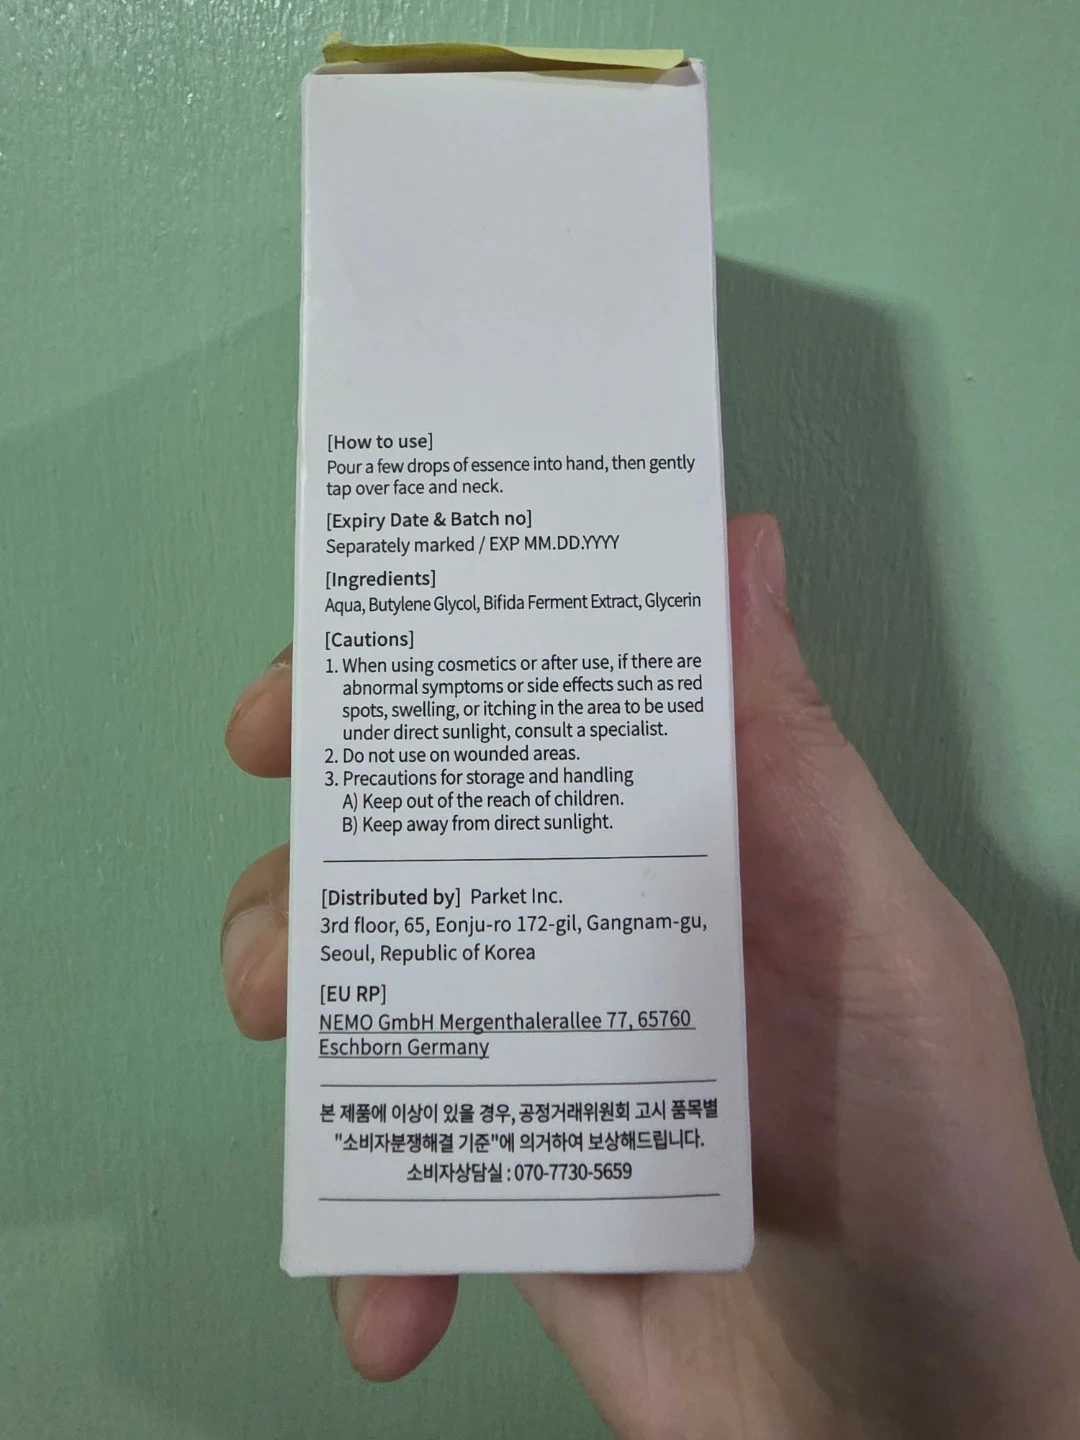 [How to use]
Pour a few drops of essence into hand, then gently
tap over face and neck.
[Expiry Date & Batch no]
Separately marked / EXP MM.DD.YYYY
[Ingredients]
Aqua, Butylene Glycol, Bifida Ferment Extract, Glycerin
[Cautions]
1. When using cosmetics or after use, if there are
abnormal symptoms or side effects such as red
spots, swelling, or itching in the area to be used
under direct sunlight, consult a specialist.
2. Do not use on wounded areas.
3. Precautions for storage and handling
A) Keep out of the reach of children.
B) Keep away from direct sunlight.
[Distributed by] Parket Inc.
3rd floor, 65, Eonju-ro 172-gil, Gangnam-gu,
Seoul, Republic of Korea
[EU RP]
NEMO GmbH Mergenthalerallee 77, 65760
Eschborn Germany
본 제품에 이상이 있을 경우, 공정거래위원회 고시 품목별
"소비자분쟁해결 기준"에 의거하여 보상해드립니다.
소비자상담실 : 070-7730-5659